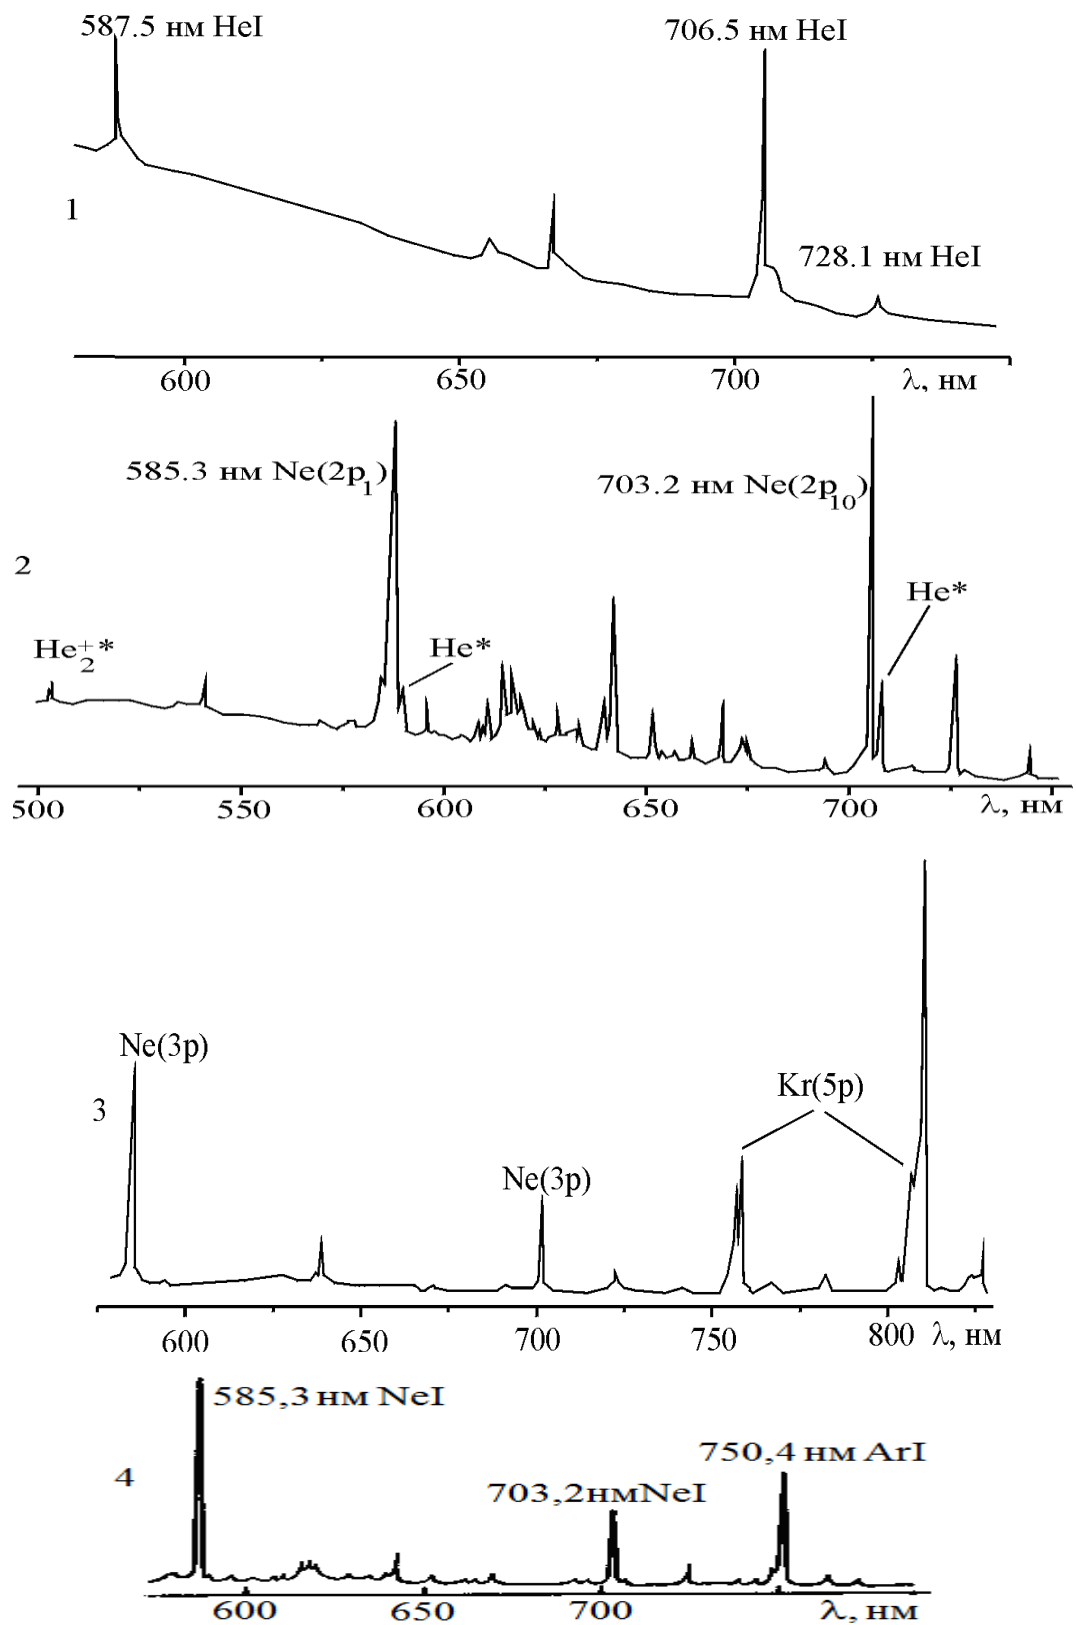 587.5 нм HeI
706.5 нм HeI
1
728.1 нм HeI
600 650 700 λ, нм
585.3 нм Ne(2p1)
703.2 нм Ne(2p10)
2
He*
He2+*
He*
500 550 600 650 700 λ, нм
Ne(3p)
Kr(5p)
3
Ne(3p)
600 650 700 750 800 λ, нм
585,3 нм NeI
750,4 нм ArI
4
703,2нмNeI
600 650 700 λ, нм